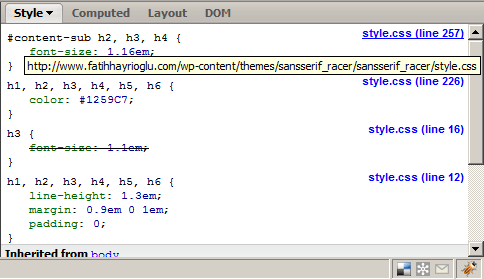 Style Computed Layout DOM
#content-sub h2, h3, h4 { style.css (line 257)
font-size: 1.16em;
} http://www.fatihhayrioglu.com/wp-content/themes/sansserif_racer/sansserif_racer/style.css
h1, h2, h3, h4, h5, h6 { style.css (line 226)
color: #1259C7;
}
h3 { style.css (line 16)
font-size: 1.1em;
}
h1, h2, h3, h4, h5, h6 { style.css (line 12)
line-height: 1.3em;
margin: 0.9em 0 1em;
padding: 0;
}
Inherited from body